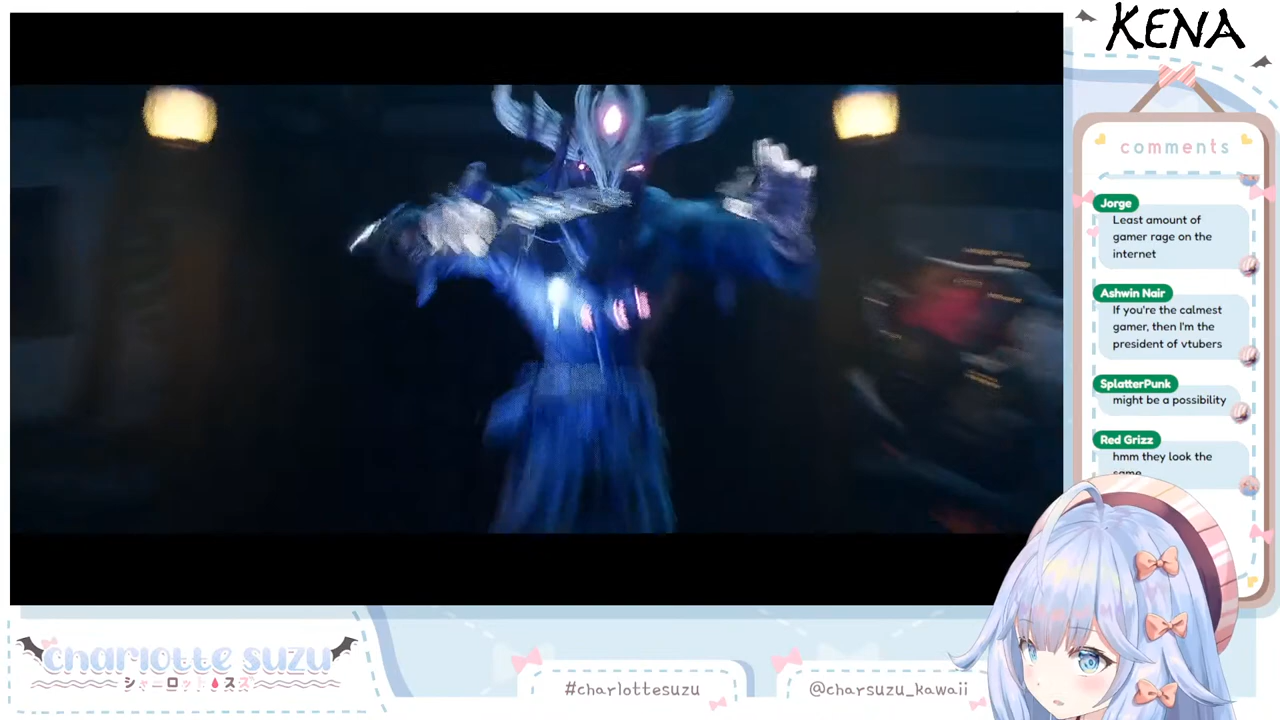 KENA
comments
Jorge
Least amount of
gamer rage on the
internet
Ashwin Nair
If you're the calmest
gamer, then I'm the
president of vtubers
SplatterPunk
might be a possibility
Red Grizz
hmm they look the
same
charlotte suzu
シャーロット スズ
#charlottesuzu
@charsuzu_kawaii